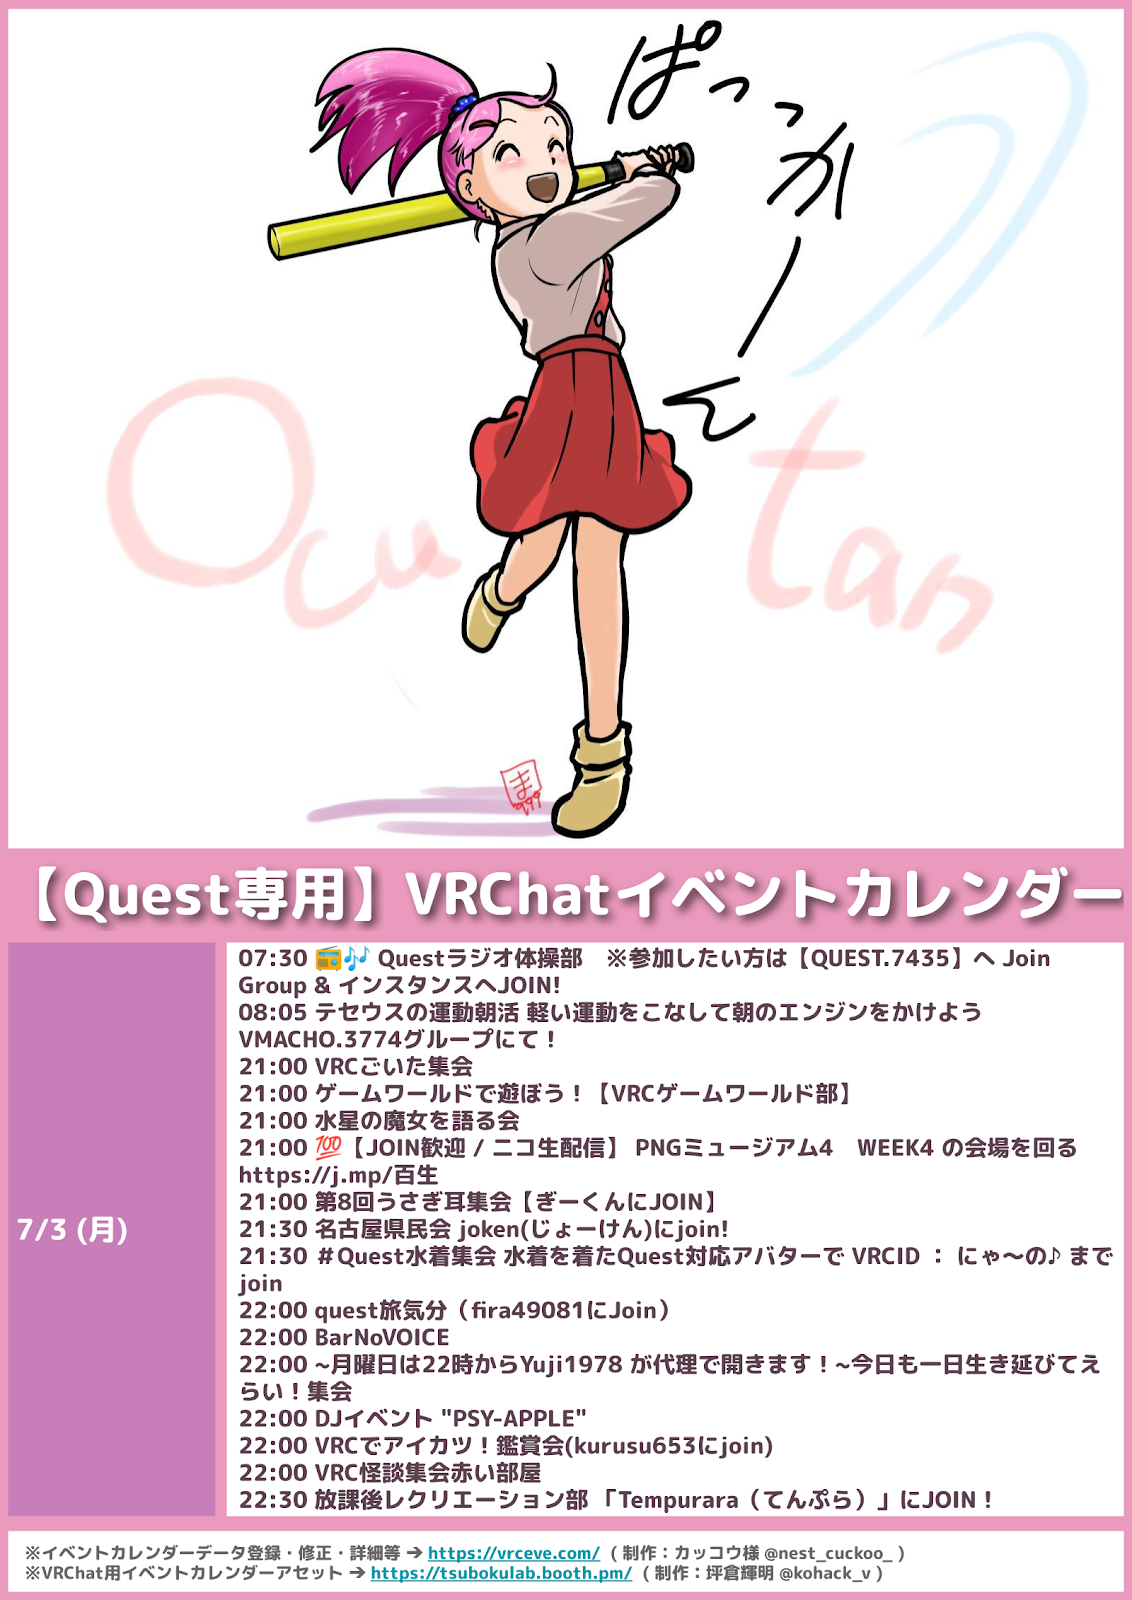 ぱっっかーーん
Ocu tan
ま
999
【Quest専用】VRChatイベントカレンダー
7/3 (月)
07:30 📻🎶 Questラジオ体操部　※参加したい方は【QUEST.7435】へ Join
Group & インスタンスへJOIN!
08:05 テセウスの運動朝活 軽い運動をこなして朝のエンジンをかけよう
VMACHO.3774グループにて！
21:00 VRCごいた集会
21:00 ゲームワールドで遊ぼう！【VRCゲームワールド部】
21:00 水星の魔女を語る会
21:00 💯【JOIN歓迎 / ニコ生配信】 PNGミュージアム4　WEEK4 の会場を回る
https://j.mp/百生
21:00 第8回うさぎ耳集会【ぎーくんにJOIN】
21:30 名古屋県民会 joken(じょーけん)にjoin!
21:30 ＃Quest水着集会 水着を着たQuest対応アバターで VRCID ： にゃ～の♪ まで
join
22:00 quest旅気分（fira49081にJoin）
22:00 BarNoVOICE
22:00 ~月曜日は22時からYuji1978 が代理で開きます！~今日も一日生き延びてえ
らい！集会
22:00 DJイベント "PSY-APPLE"
22:00 VRCでアイカツ！鑑賞会(kurusu653にjoin)
22:00 VRC怪談集会赤い部屋
22:30 放課後レクリエーション部 「Tempurara（てんぷら）」にJOIN！
※イベントカレンダーデータ登録・修正・詳細等 ➔ https://vrceve.com/ ( 制作：カッコウ様 @nest_cuckoo_ )
※VRChat用イベントカレンダーアセット ➔ https://tsubokulab.booth.pm/ ( 制作：坪倉輝明 @kohack_v )